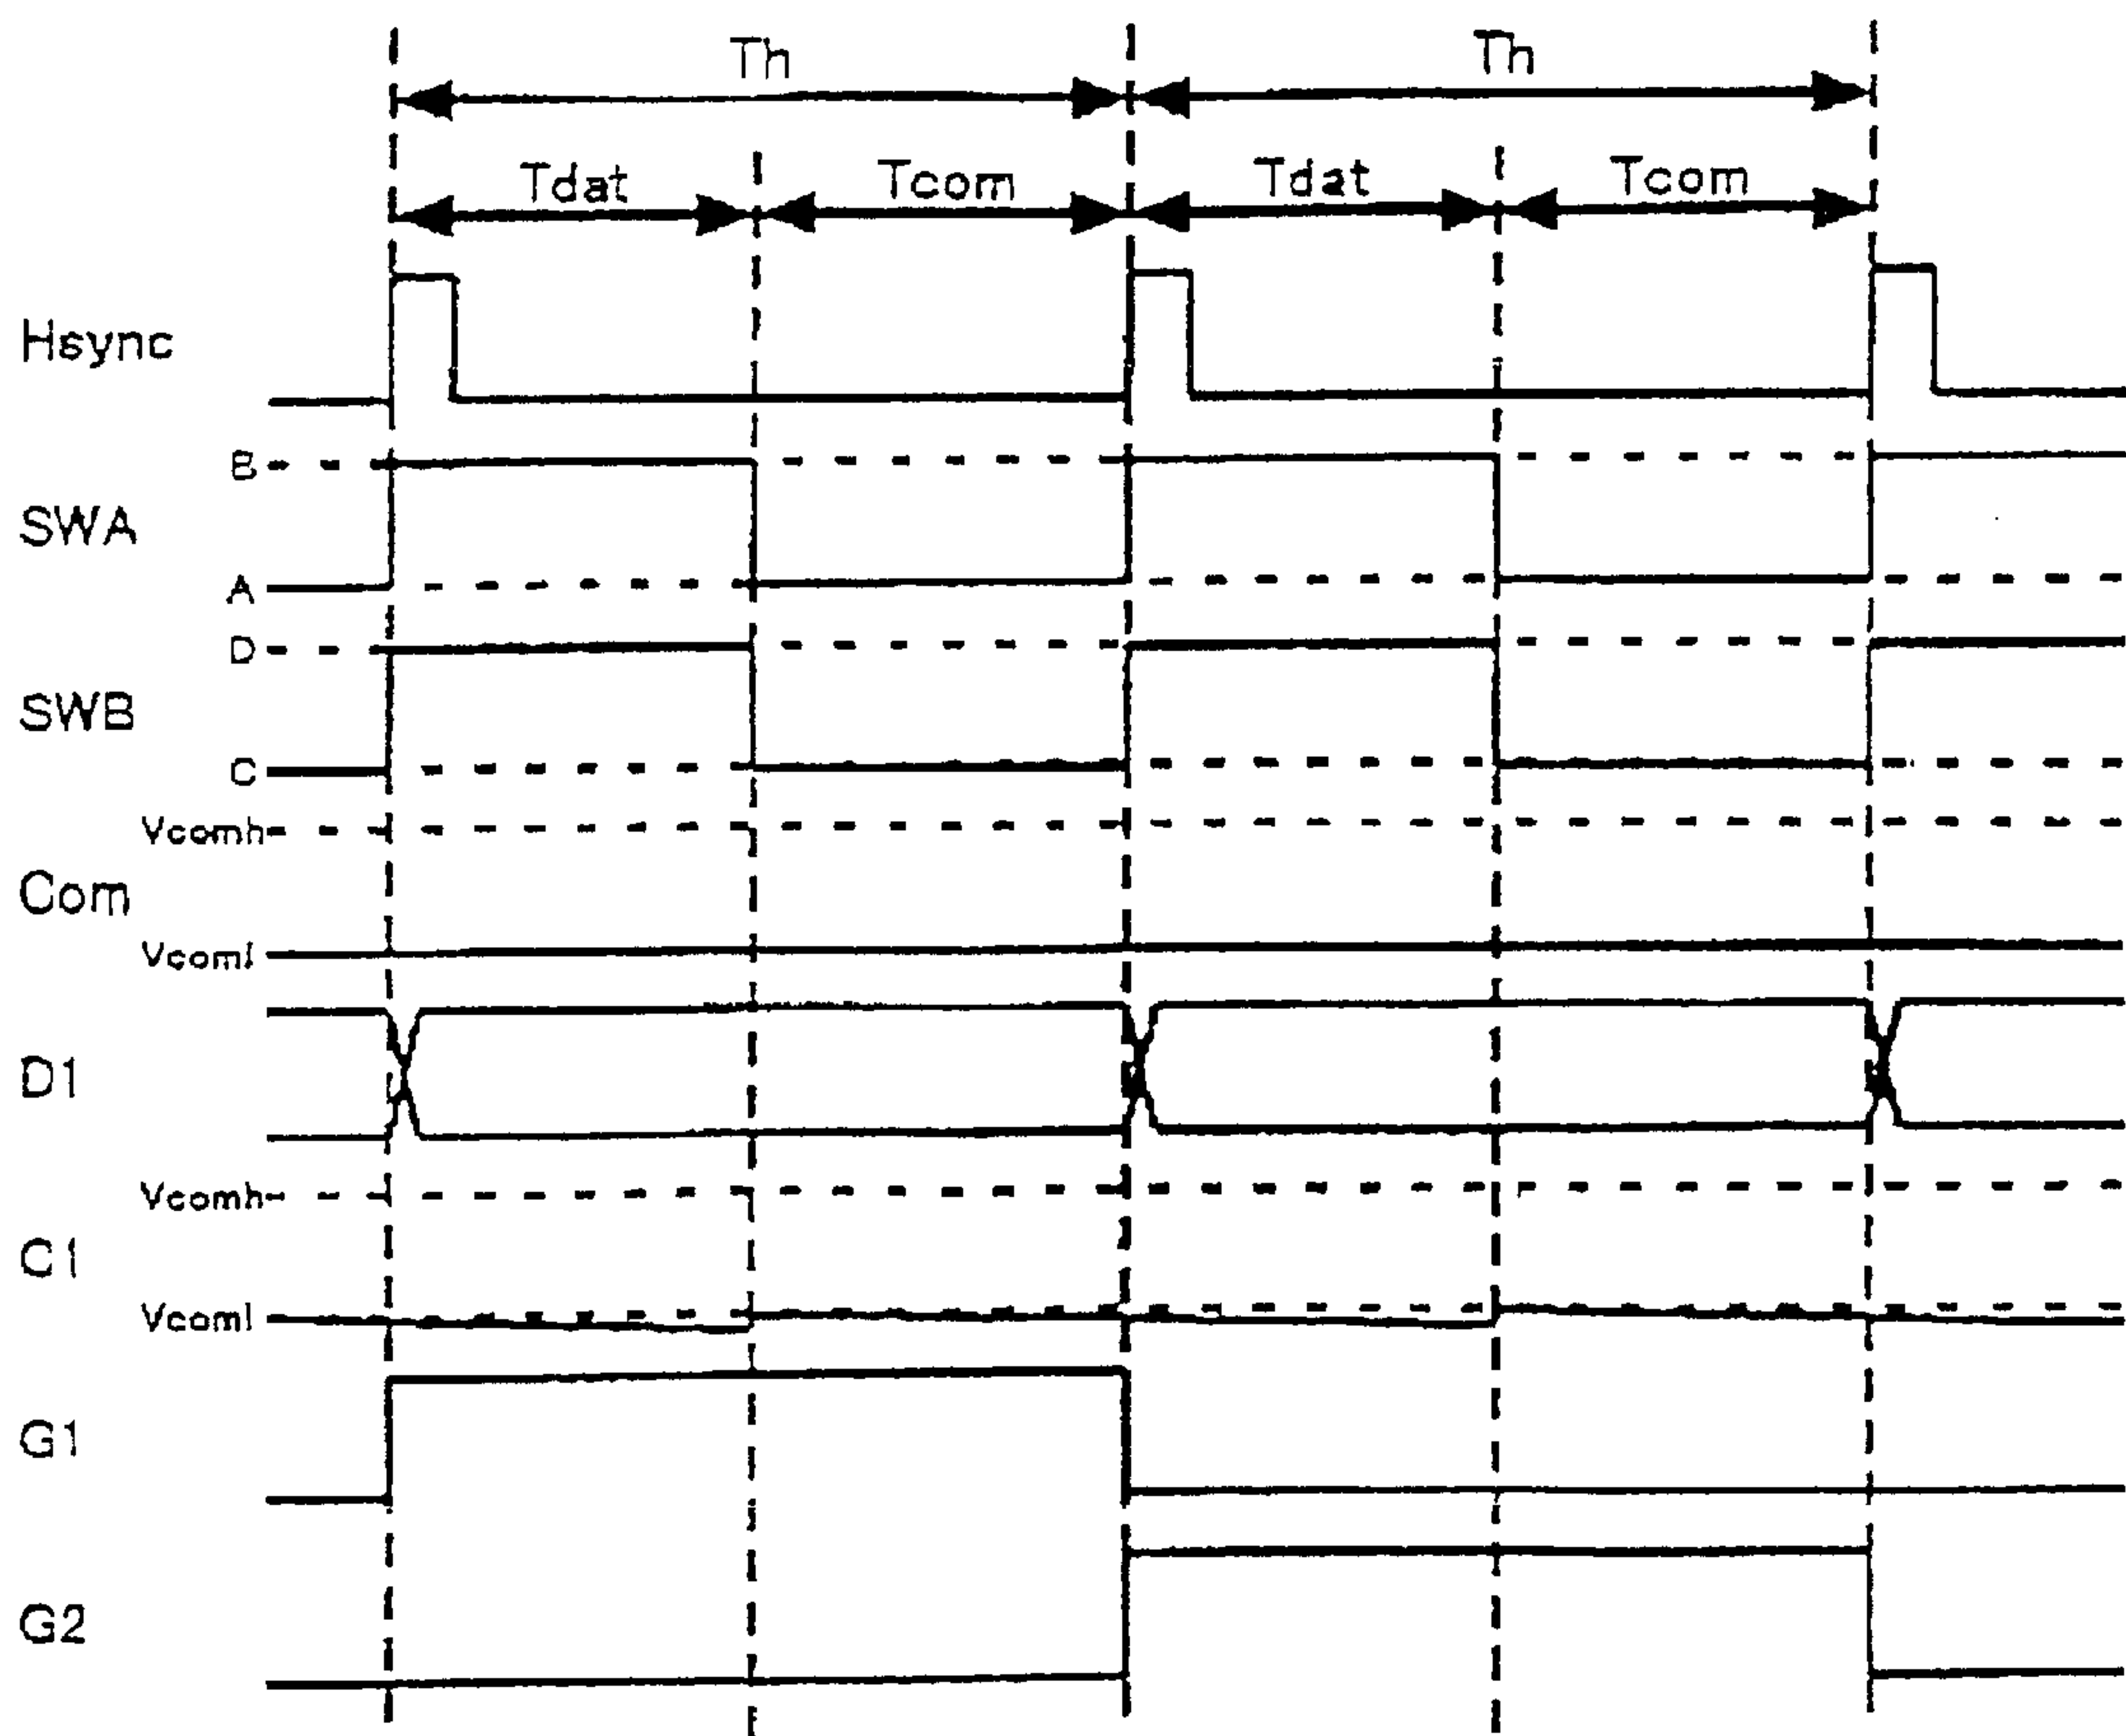 Th Th
Tdat Tcom Tdat Tcom
Hsync
B
SWA
A
D
SWB
C
Vcomh
Com
Vcoml
D1
Vcomh
C1
Vcoml
G1
G2